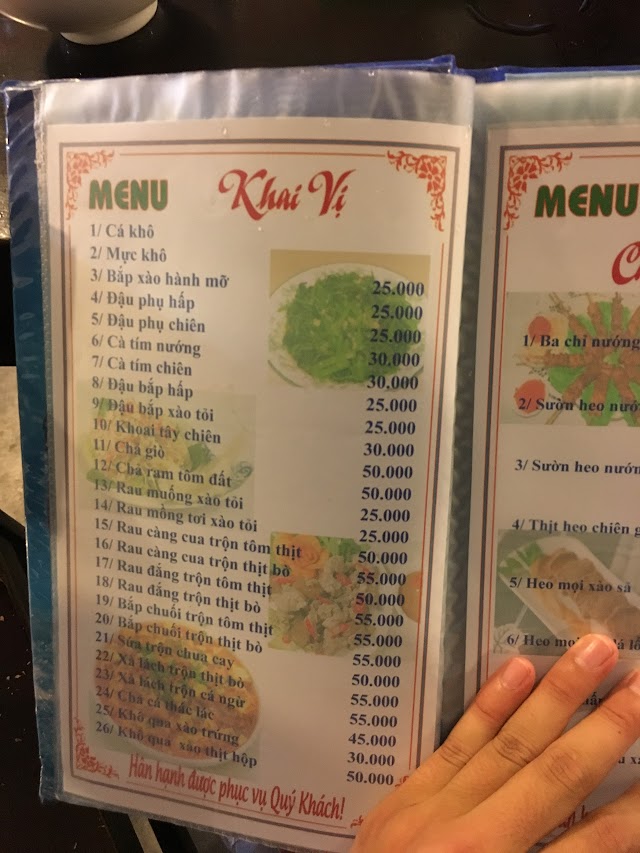 MENU Khai Vị
1/ Cá khô
2/ Mực khô
3/ Bắp xào hành mỡ 25.000
4/ Đậu phụ hấp 25.000
5/ Đậu phụ chiên 25.000
6/ Cà tím nướng 30.000
7/ Cà tím chiên 30,000
8/ Đậu bắp hấp 25.000
9/ Đậu bắp xào tỏi 25.000
10/ Khoai tây chiên 30.000
11/ Chả giò 50.000
12/ Chả ram tôm đất 50.000
13/ Rau muống xào tỏi 25.000
14/ Rau mồng tơi xào tỏi 25.000
15/ Rau càng cua trộn tôm thịt 50.000
16/ Rau càng cua trộn thịt bò 55.000
17/ Rau đắng trộn tôm thịt 50.000
18/ Rau đắng trộn thịt bò 55.000
19/ Bắp chuối trộn tôm thịt 55.000
20/ Bắp chuối trộn thịt bò 55.000
21/ Sứa trộn chua cay 50.000
22/ Xà lách trộn thịt bò 55.000
23/ Xà lách trộn cá ngừ 55.000
24/ Chả cá thác lác 45.000
25/ Khổ qua xào trứng 30.000
26/ Khổ qua xào thịt hộp 50.000
Hân hạnh được phục vụ Quý Khách!
MENU
1/ Ba chỉ nướng
2/ Sườn heo
3/ Sườn heo
4/ Thịt heo chiên
5/ Heo mọi xào sả
6/ Heo